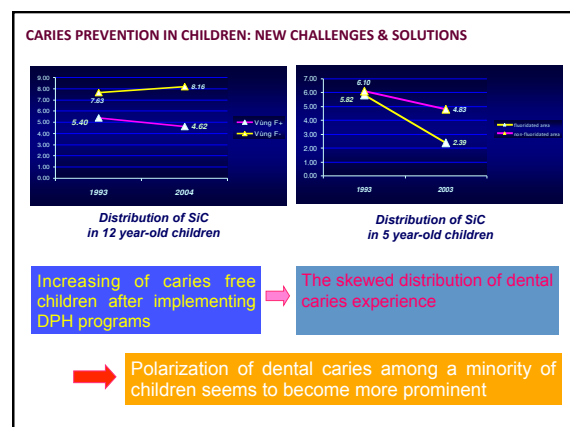 CARIES PREVENTION IN CHILDREN: NEW CHALLENGES & SOLUTIONS
9.00
8.00
7.00
6.00
5.00
4.00
3.00
2.00
1.00
0.00
7.63
8.16
5.40
4.62
1993
2004
Vùng F+
Vùng F-
Distribution of SiC
in 12 year-old children
7.00
6.00
5.00
4.00
3.00
2.00
1.00
0.00
6.10
5.82
4.83
2.39
1993
2003
fluoridated area
non-fluoridated area
Distribution of SiC
in 5 year-old children
Increasing of caries free
children after implementing
DPH programs
The skewed distribution of dental
caries experience
Polarization of dental caries among a minority of
children seems to become more prominent